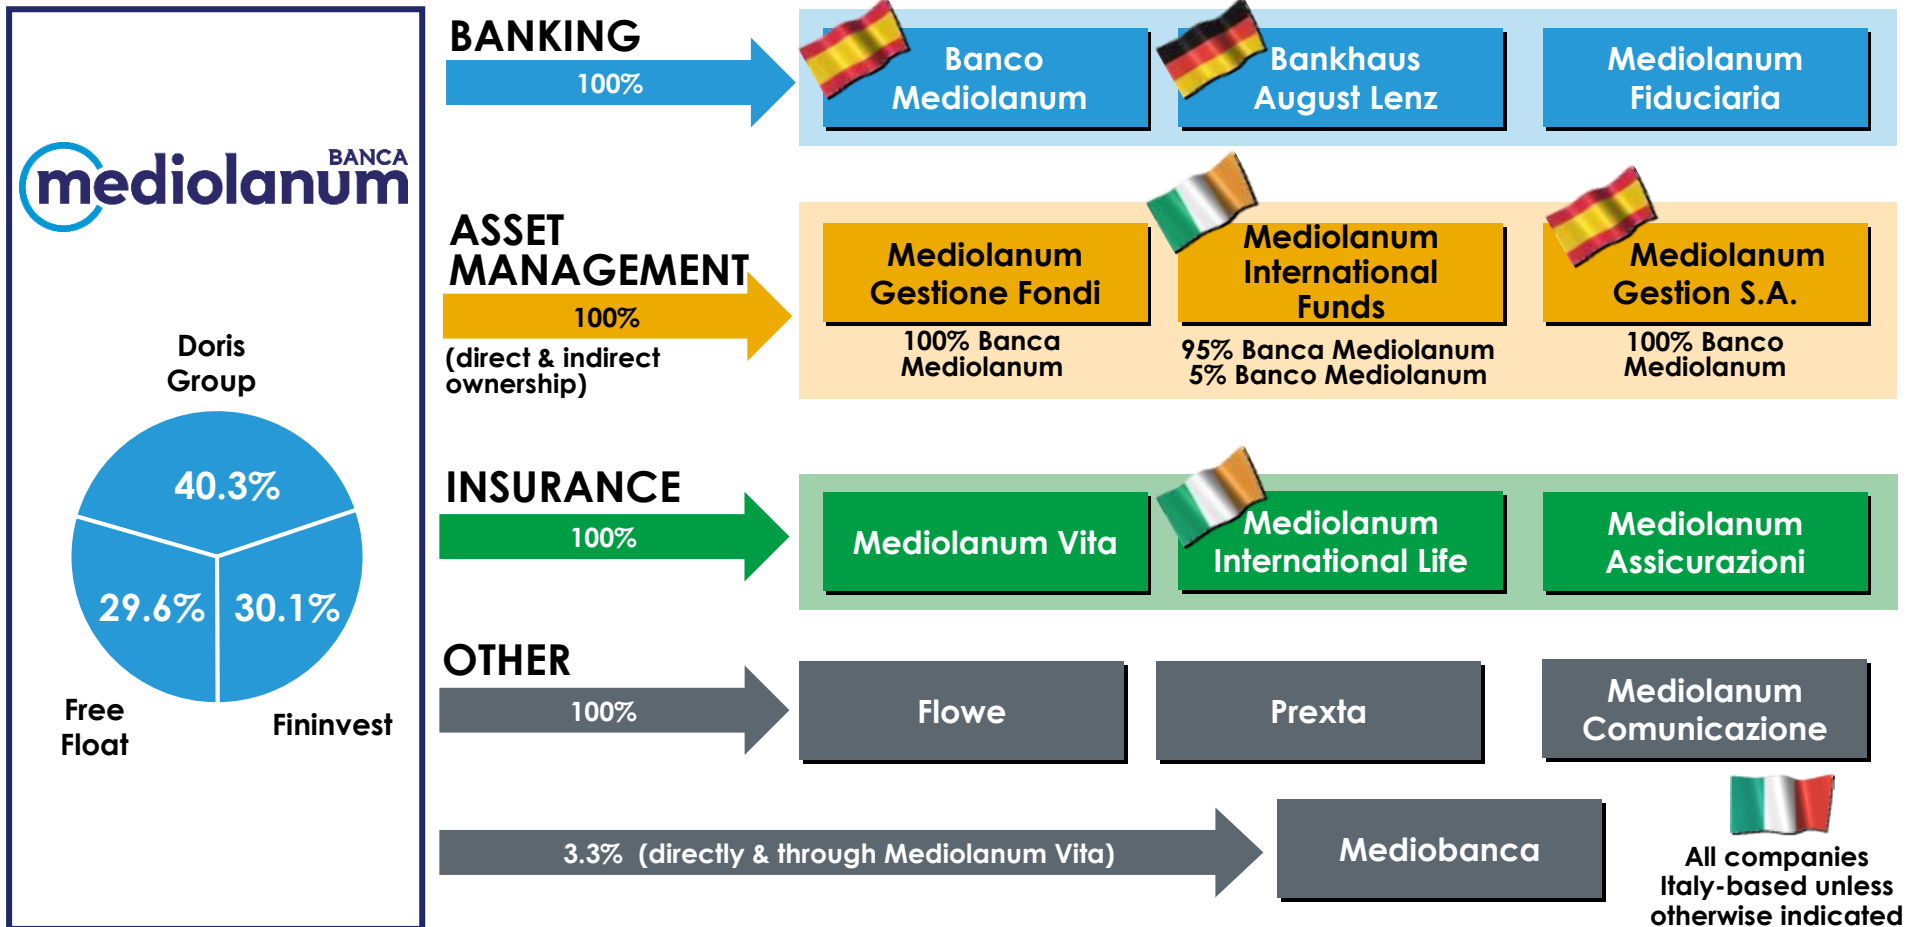 BANCA
mediolanum
Doris
Group
40.3%
29.6%
30.1%
Free
Float
Fininvest
BANKING
100%
Banco
Mediolanum
Bankhaus
August Lenz
Mediolanum
Fiduciaria
ASSET
MANAGEMENT
100%
(direct & indirect
ownership)
Mediolanum
Gestione Fondi
100% Banca
Mediolanum
Mediolanum
International
Funds
95% Banca Mediolanum
5% Banco Mediolanum
Mediolanum
Gestion S.A.
100% Banco
Mediolanum
INSURANCE
100%
Mediolanum Vita
Mediolanum
International Life
Mediolanum
Assicurazioni
OTHER
100%
Flowe
Prexta
Mediolanum
Comunicazione
3.3% (directly & through Mediolanum Vita)
Mediobanca
All companies
Italy-based unless
otherwise indicated